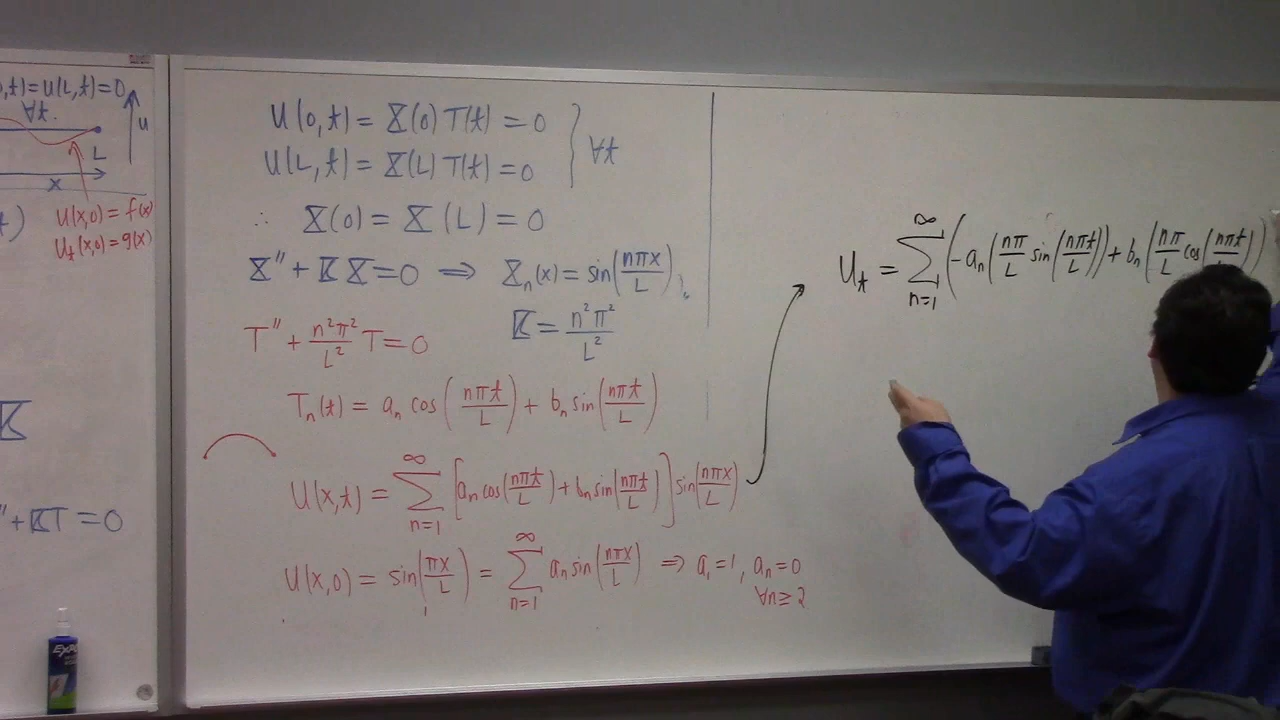 0,t)=U(L,t)=0
∀t.
u
L
x
U(x,0)=f(x)
U_t(x,0)=g(x)
t)
K
"+KT=0
EXPO
U(0,t)=X(0)T(t)=0
U(L,t)=X(L)T(t)=0
∀t
∴ X(0)=X(L)=0
X''+KX=0 ⇒ X_n(x)=sin(nπx/L),
K=n²π²/L²
T''+n²π²/L² T=0
T_n(t)=a_n cos(nπt/L)+b_n sin(nπt/L)
U(x,t)=∑_{n=1}^{∞}[a_n cos(nπt/L)+b_n sin(nπt/L)]sin(nπx/L)
U(x,0)=sin(πx/L)=∑_{n=1}^{∞} a_n sin(nπx/L) ⇒ a_1=1, a_n=0
∀n≥2
U_t=∑_{n=1}^{∞}(-a_n(nπ/L sin(nπt/L))+b_n(nπ/L cos(nπt/L))